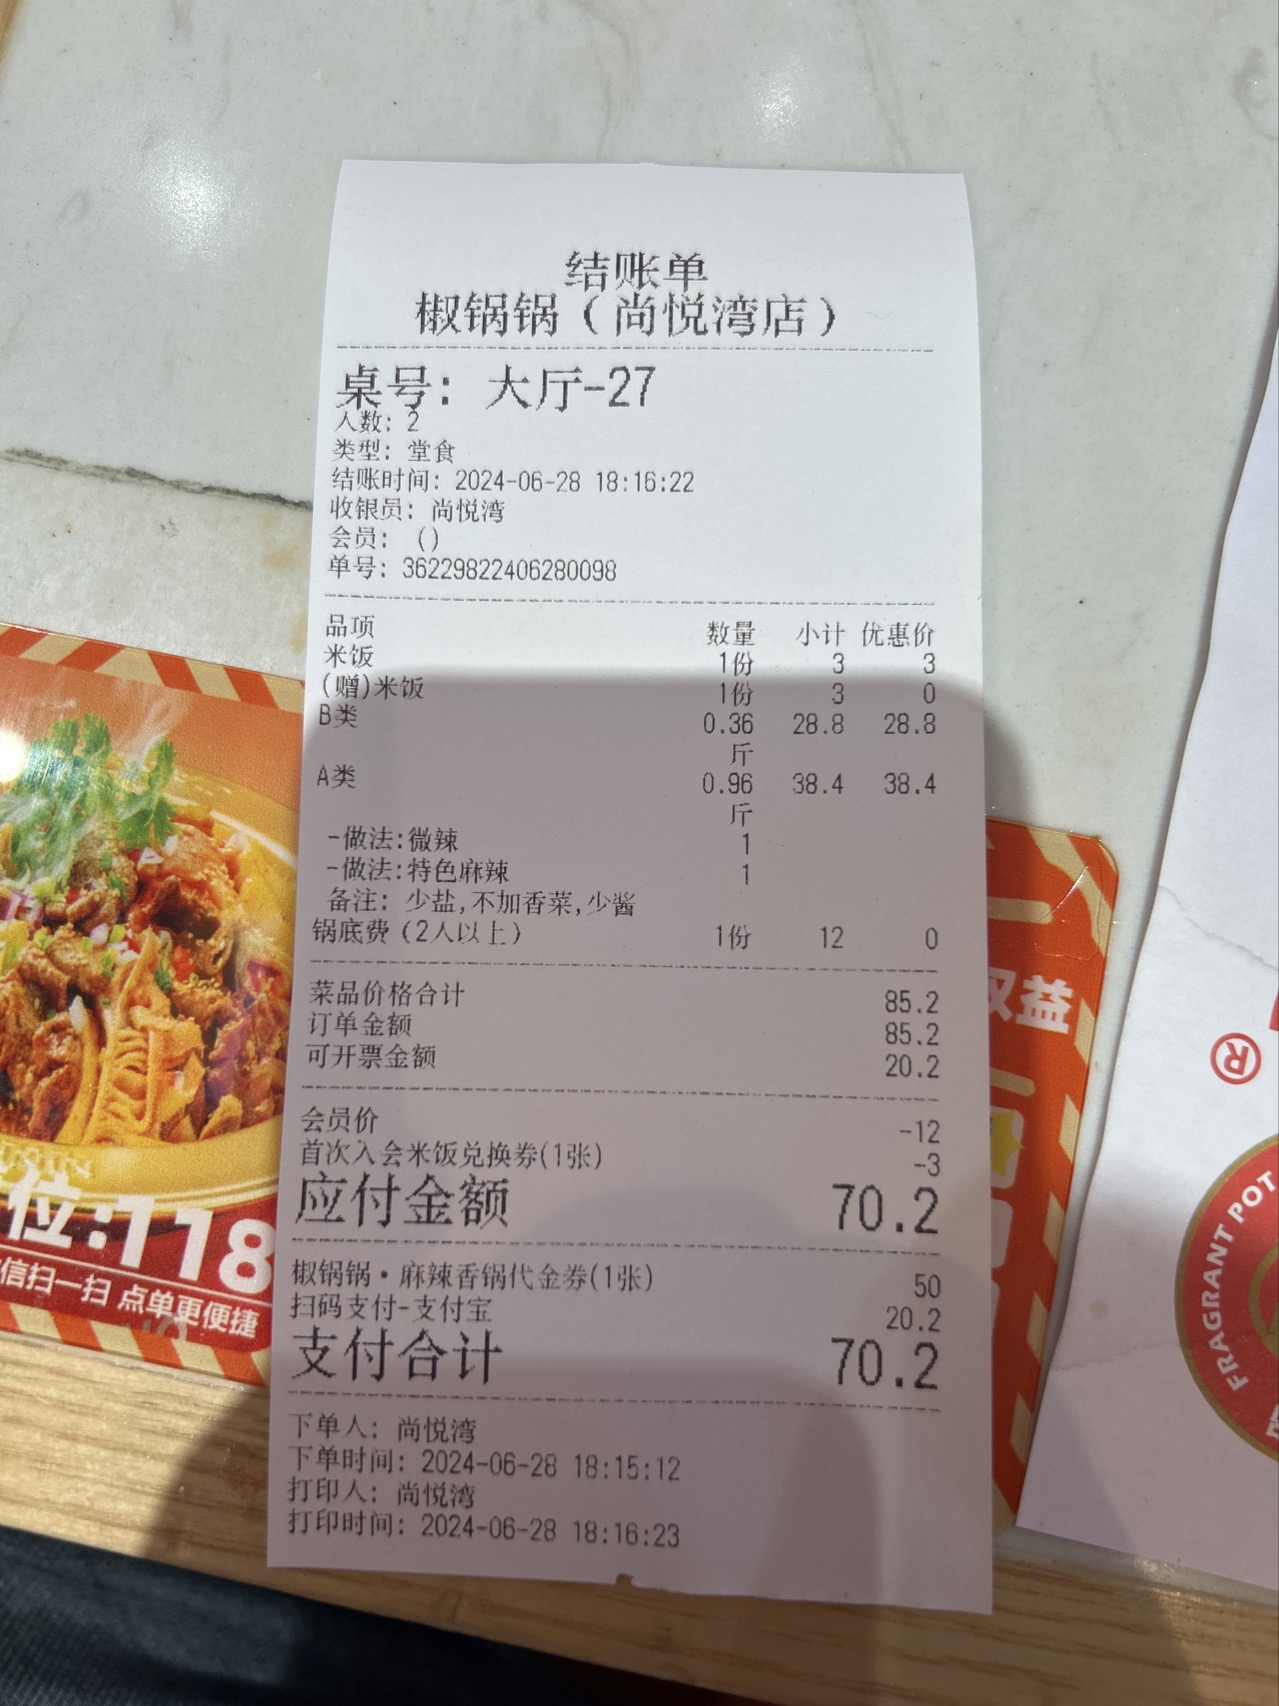 结账单
椒锅锅（尚悦湾店）
桌号: 大厅-27
人数: 2
类型: 堂食
结账时间: 2024-06-28 18:16:22
收银员: 尚悦湾
会员: ()
单号: 36229822406280098
品项 数量 小计 优惠价
米饭 1份 3 3
(赠)米饭 1份 3 0
B类 0.36 28.8 28.8
斤
A类 0.96 38.4 38.4
斤
-做法:微辣 1
-做法:特色麻辣 1
备注: 少盐,不加香菜,少酱
锅底费（2人以上） 1份 12 0
菜品价格合计 85.2
订单金额 85.2
可开票金额 20.2
会员价 -12
首次入会米饭兑换券(1张) -3
应付金额 70.2
椒锅锅·麻辣香锅代金券(1张) 50
扫码支付-支付宝 20.2
支付合计 70.2
下单人: 尚悦湾
下单时间: 2024-06-28 18:15:12
打印人: 尚悦湾
打印时间: 2024-06-28 18:16:23
位:118
信扫一扫 点单更便捷
权益
®
FRAGRANT POT